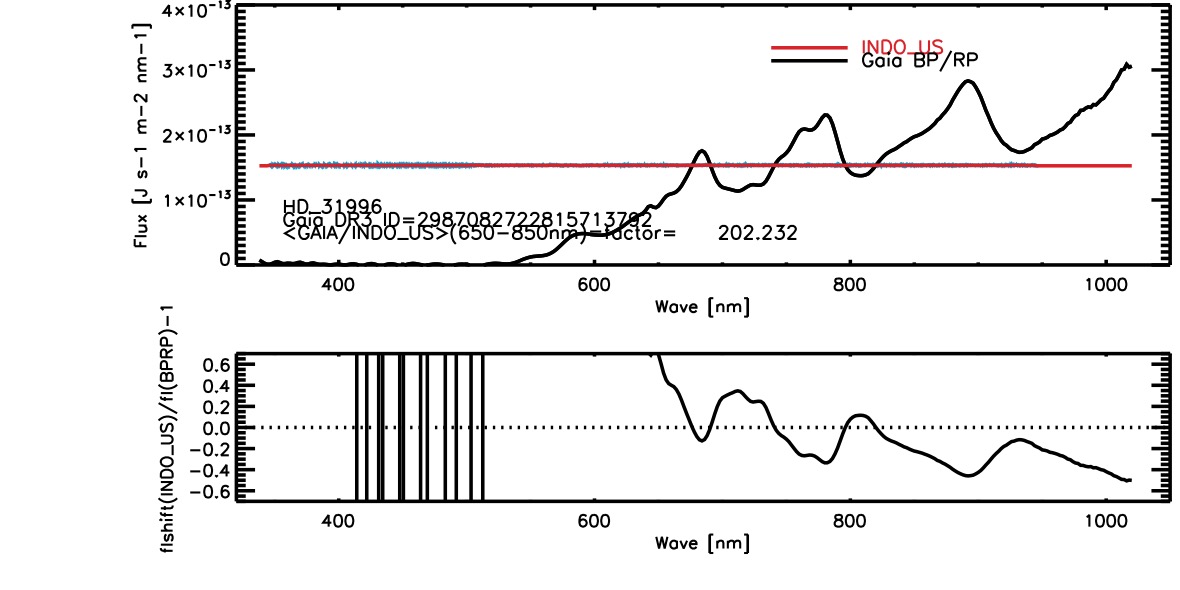 4×10−13
3×10−13
2×10−13
1×10−13
0
Flux [J s−1 m−2 nm−1]
INDO_US
Gaia BP/RP
HD_31996
Gaia DR3 ID=2987082722815713792
<GAIA/INDO_US>(650−850nm)=factor= 202.232
400 600 800 1000
Wave [nm]
flshift(INDO_US)/fl(BPRP)−1
0.6
0.4
0.2
0.0
−0.2
−0.4
−0.6
400 600 800 1000
Wave [nm]